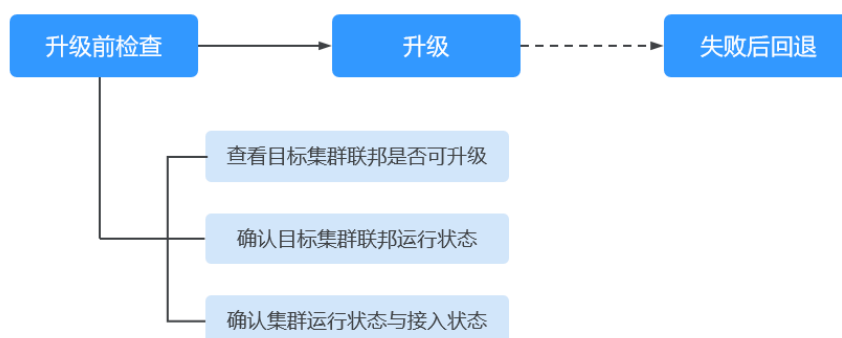 升级前检查
升级
失败后回退
查看目标集群联邦是否可升级
确认目标集群联邦运行状态
确认集群运行状态与接入状态